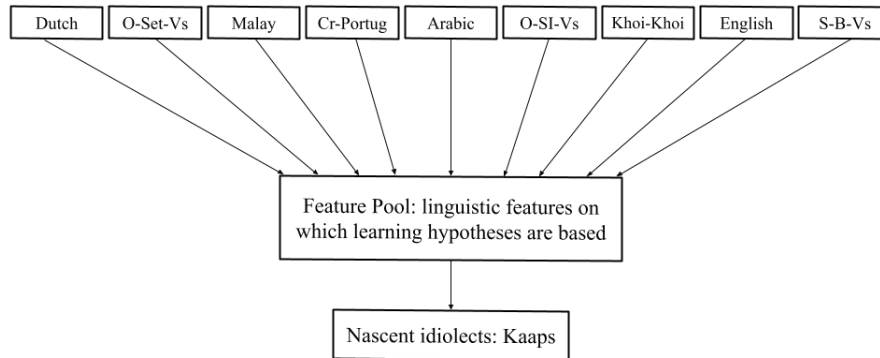 Dutch
O-Set-Vs
Malay
Cr-Portug
Arabic
O-SI-Vs
Khoi-Khoi
English
S-B-Vs
Feature Pool: linguistic features on
which learning hypotheses are based
Nascent idiolects: Kaaps